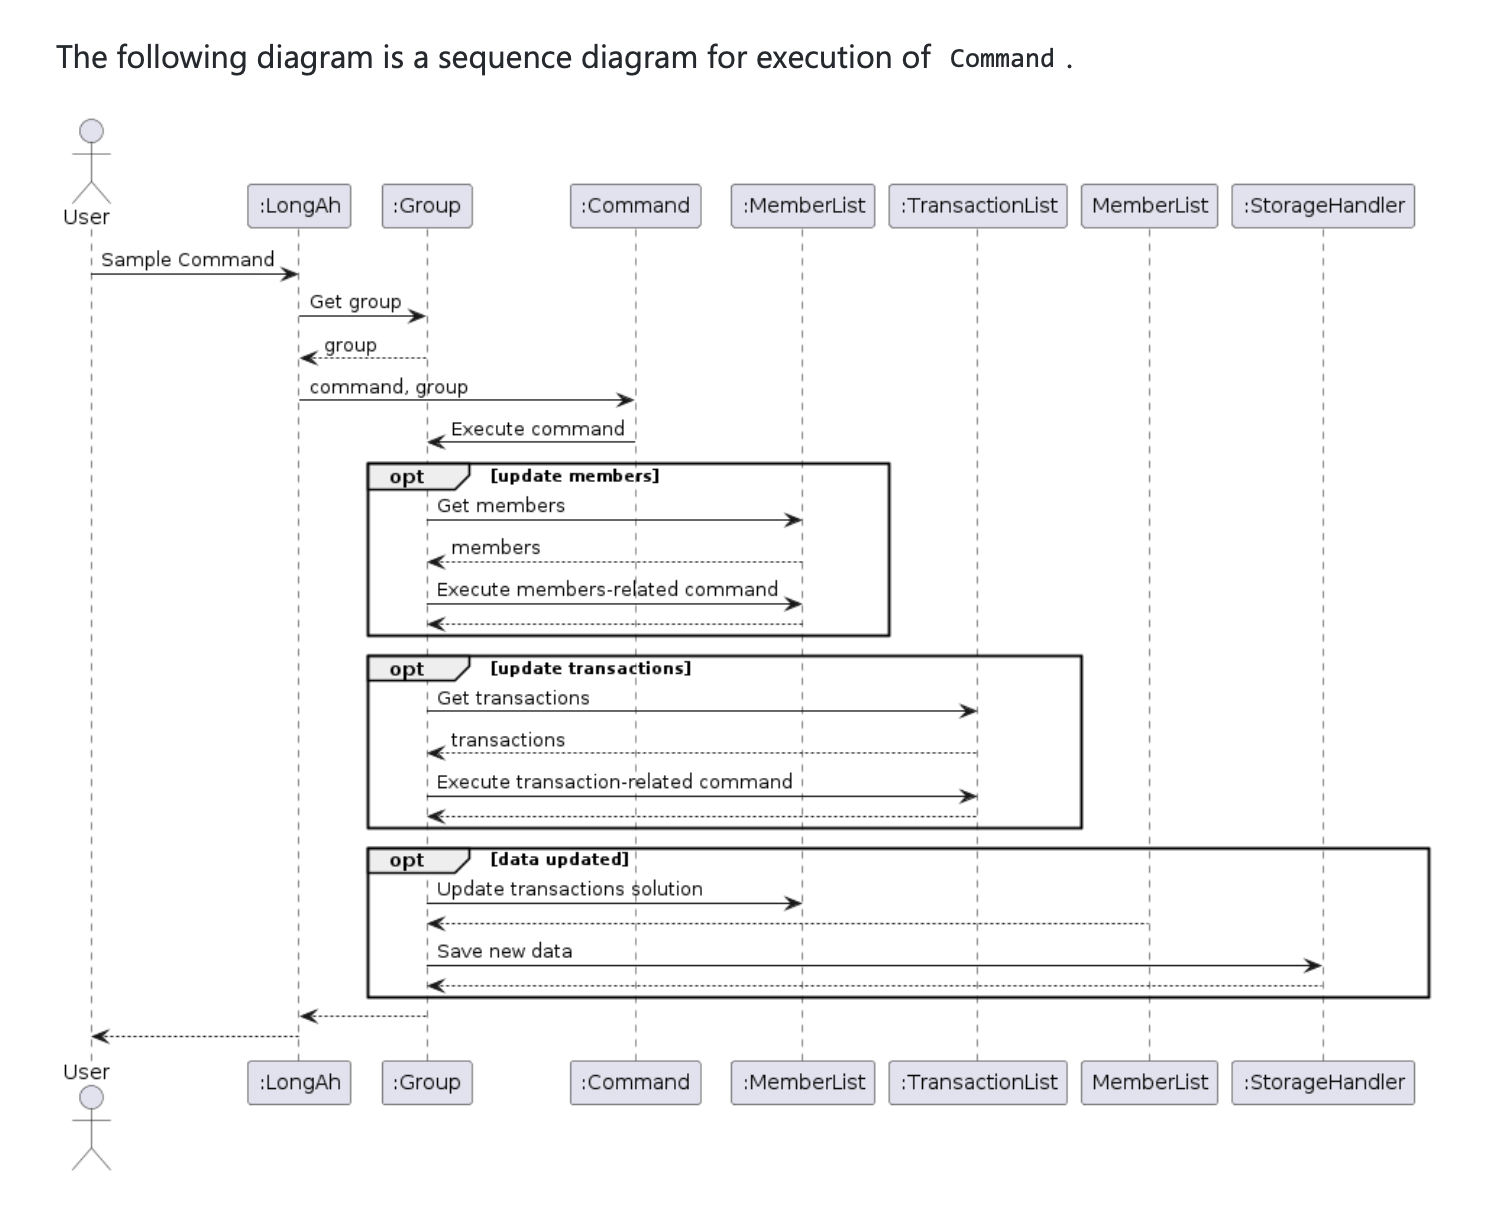 The following diagram is a sequence diagram for execution of Command .
User
:LongAh
:Group
:Command
:MemberList
:TransactionList
MemberList
:StorageHandler
Sample Command
Get group
group
command, group
Execute command
opt
[update members]
Get members
members
Execute members-related command
opt
[update transactions]
Get transactions
transactions
Execute transaction-related command
opt
[data updated]
Update transactions solution
Save new data
User
:LongAh
:Group
:Command
:MemberList
:TransactionList
MemberList
:StorageHandler